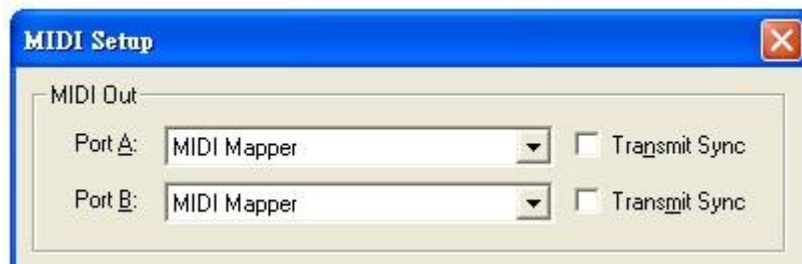 MIDI Setup
MIDI Out
Port A: MIDI Mapper Transmit Sync
Port B: MIDI Mapper Transmit Sync